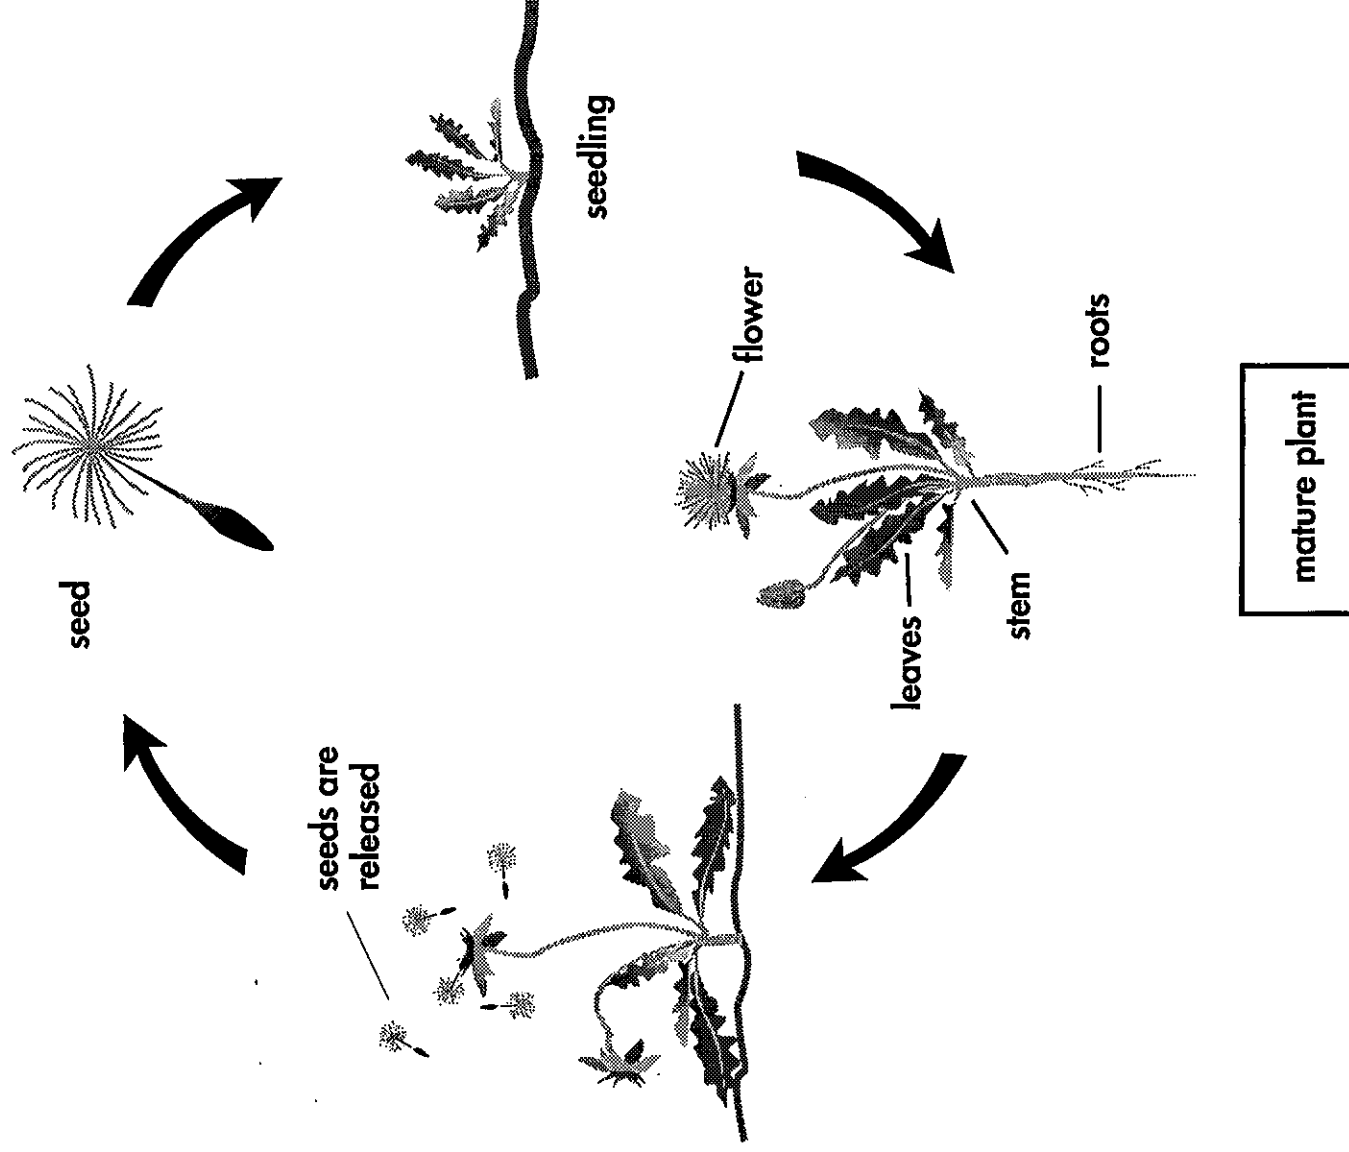 seed
seedling
flower
roots
mature plant
stem
leaves
seeds are
released